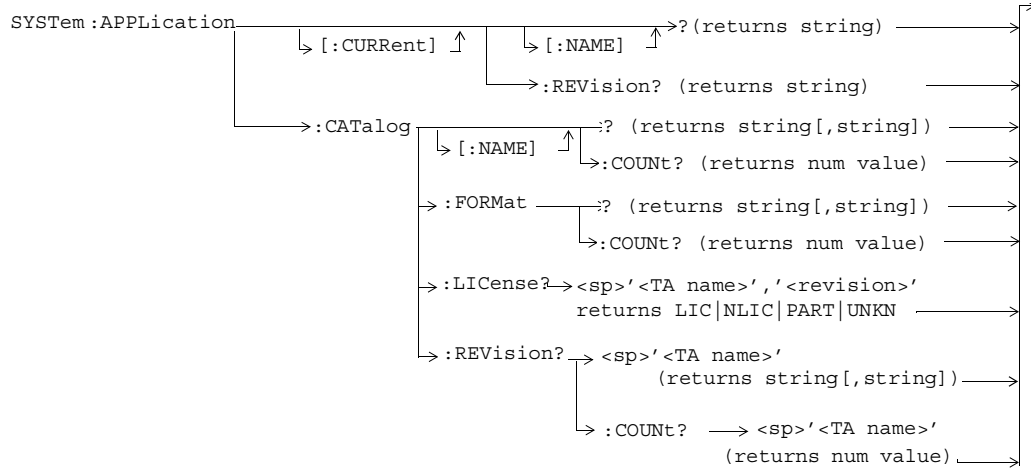 SYSTem:APPLication
[:CURRent] [:NAME] ?(returns string)
:REVision? (returns string)
:CATalog ? (returns string[,string])
[:NAME] :COUNt? (returns num value)
:FORMat ? (returns string[,string])
:COUNt? (returns num value)
:LICense? <sp>'<TA name>','<revision>'
returns LIC|NLIC|PART|UNKN
:REVision? <sp>'<TA name>'
(returns string[,string])
:COUNt? <sp>'<TA name>'
(returns num value)